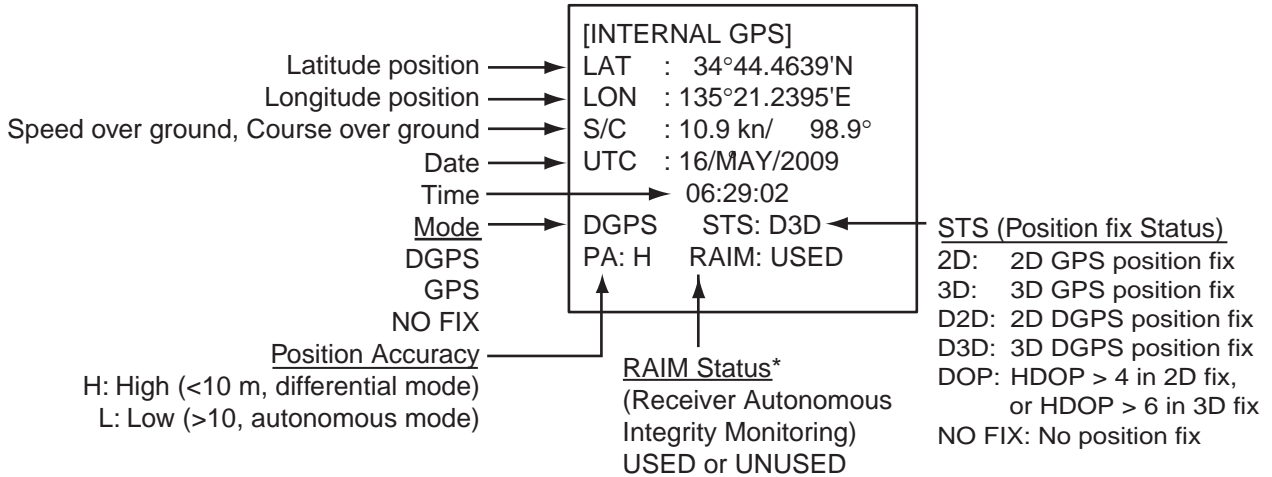 [INTERNAL GPS]
LAT : 34°44.4639'N
LON : 135°21.2395'E
S/C : 10.9 kn/ 98.9°
UTC : 16/MAY/2009
06:29:02
DGPS STS: D3D
PA: H RAIM: USED
Latitude position
Longitude position
Speed over ground, Course over ground
Date
Time
Mode
DGPS
GPS
NO FIX
Position Accuracy
H: High (<10 m, differential mode)
L: Low (>10, autonomous mode)
RAIM Status*
(Receiver Autonomous
Integrity Monitoring)
USED or UNUSED
STS (Position fix Status)
2D: 2D GPS position fix
3D: 3D GPS position fix
D2D: 2D DGPS position fix
D3D: 3D DGPS position fix
DOP: HDOP > 4 in 2D fix,
or HDOP > 6 in 3D fix
NO FIX: No position fix